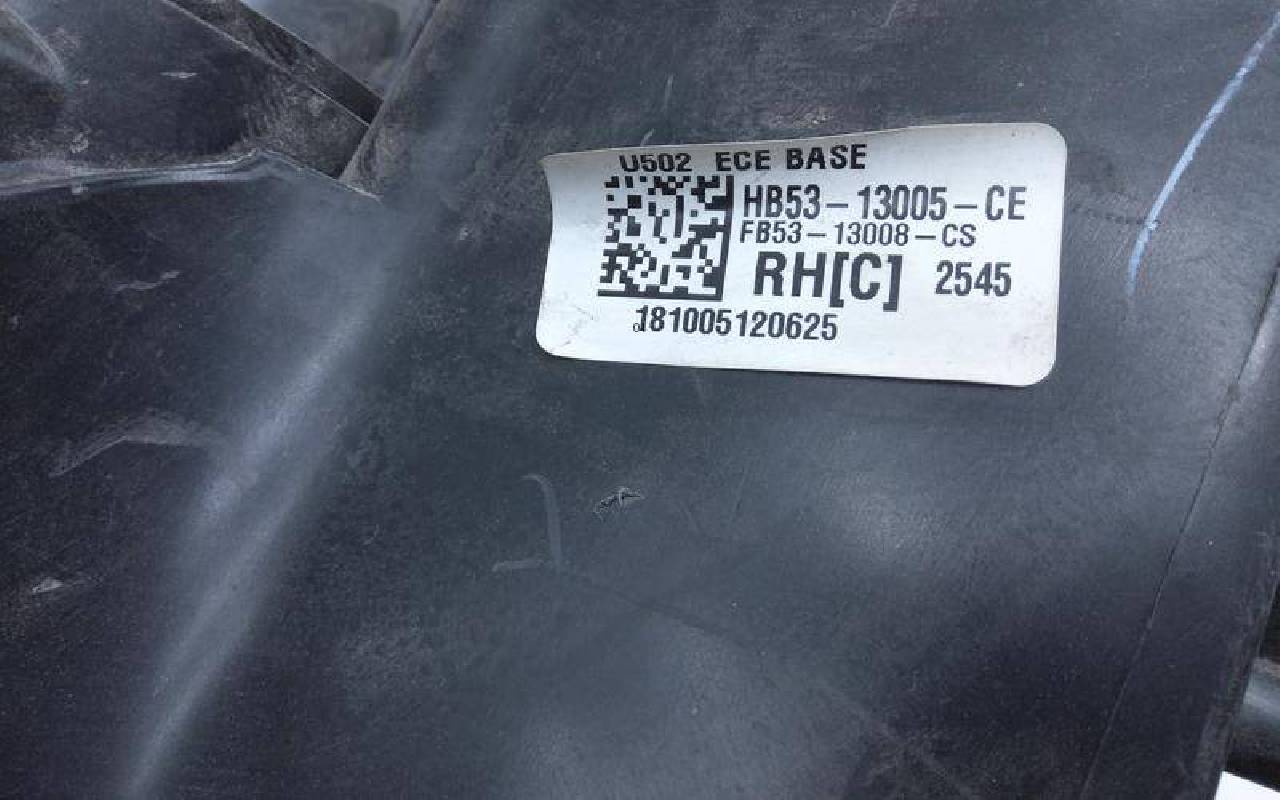 U502 ECE BASE
HB53-13005-CE
FB53-13008-CS
RH[C] 2545
181005120625